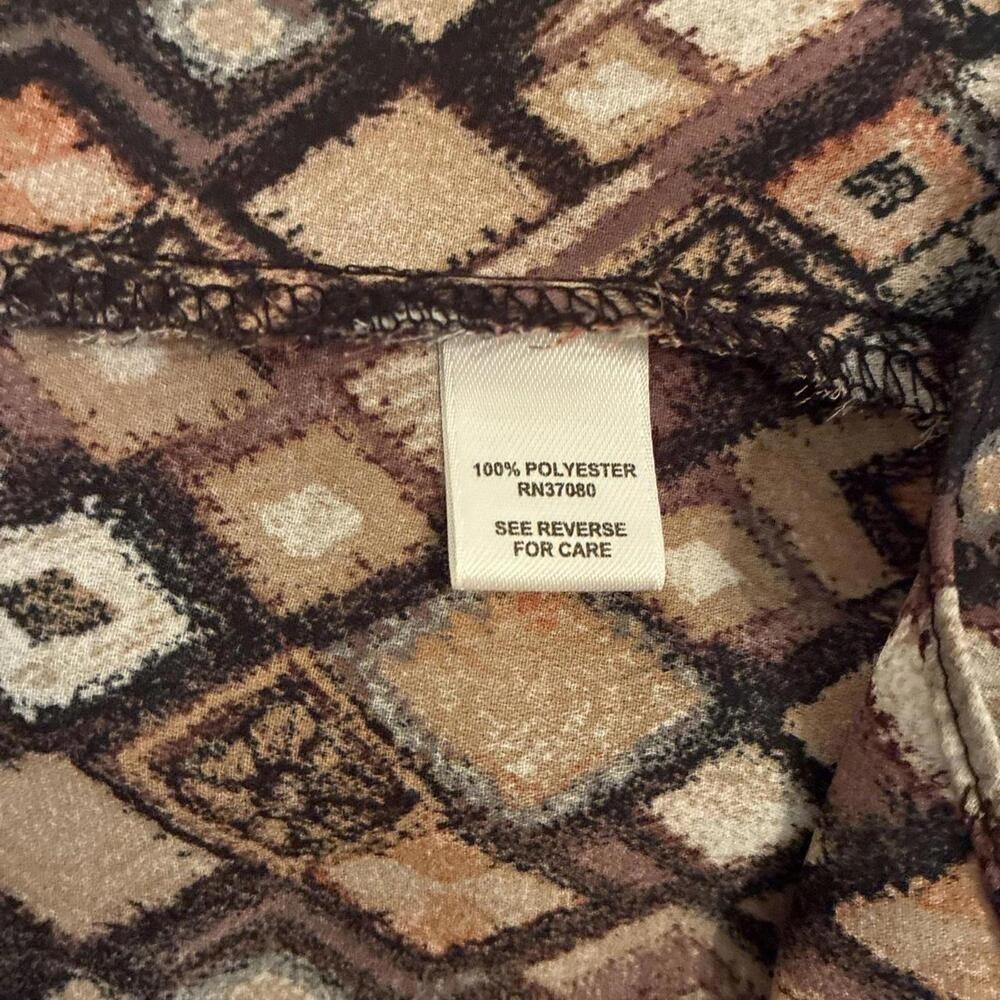 100% POLYESTER
RN37080
SEE REVERSE
FOR CARE